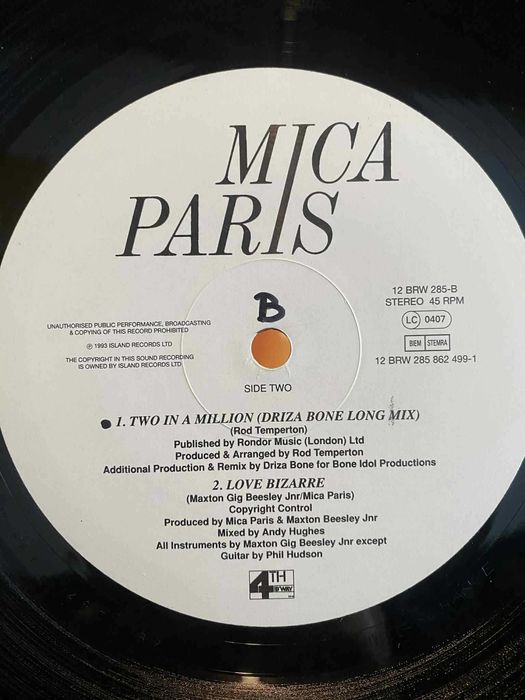 MICA
PARIS
B
12 BRW 285-B
STEREO 45 RPM
LC 0407
BIEM STEMRA
12 BRW 285 862 499-1
UNAUTHORISED PUBLIC PERFORMANCE, BROADCASTING
& COPYING OF THIS RECORD PROHIBITED
℗ 1993 ISLAND RECORDS LTD
THE COPYRIGHT IN THIS SOUND RECORDING
IS OWNED BY ISLAND RECORDS LTD
SIDE TWO
1. TWO IN A MILLION (DRIZA BONE LONG MIX)
(Rod Temperton)
Published by Rondor Music (London) Ltd
Produced & Arranged by Rod Temperton
Additional Production & Remix by Driza Bone for Bone Idol Productions
2. LOVE BIZARRE
(Maxton Gig Beesley Jnr/Mica Paris)
Copyright Control
Produced by Mica Paris & Maxton Beesley Jnr
Mixed by Andy Hughes
All Instruments by Maxton Gig Beesley Jnr except
Guitar by Phil Hudson
4TH
B'WAY